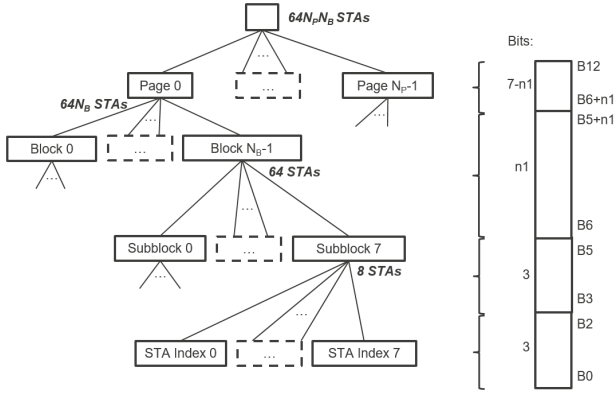 64NPNB STAs
Bits:
Page 0
...
...
Page NP-1
...
64NB STAs
7-n1
B12
B6+n1
B5+n1
Block 0
...
...
...
Block NB-1
64 STAs
n1
...
B6
Subblock 0
...
...
Subblock 7
8 STAs
3
B5
B3
...
STA Index 0
...
STA Index 7
3
B2
B0